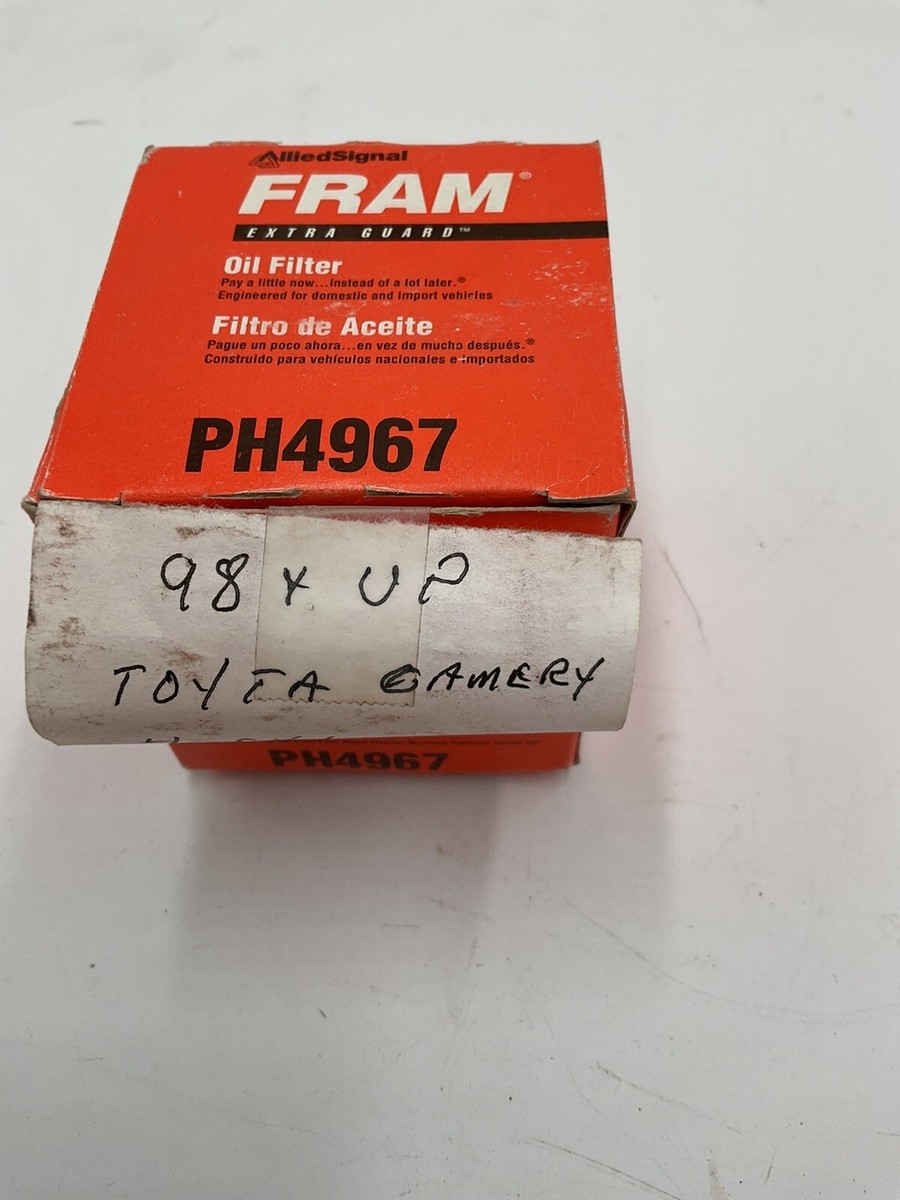 AlliedSignal
FRAM®
EXTRA GUARD™
Oil Filter
Pay a little now...instead of a lot later.®
Engineered for domestic and import vehicles
Filtro de Aceite
Pague un poco ahora...en vez de mucho después.®
Construido para vehículos nacionales e importados
PH4967
98 + UP
TOYTA CAMERY
PH4967